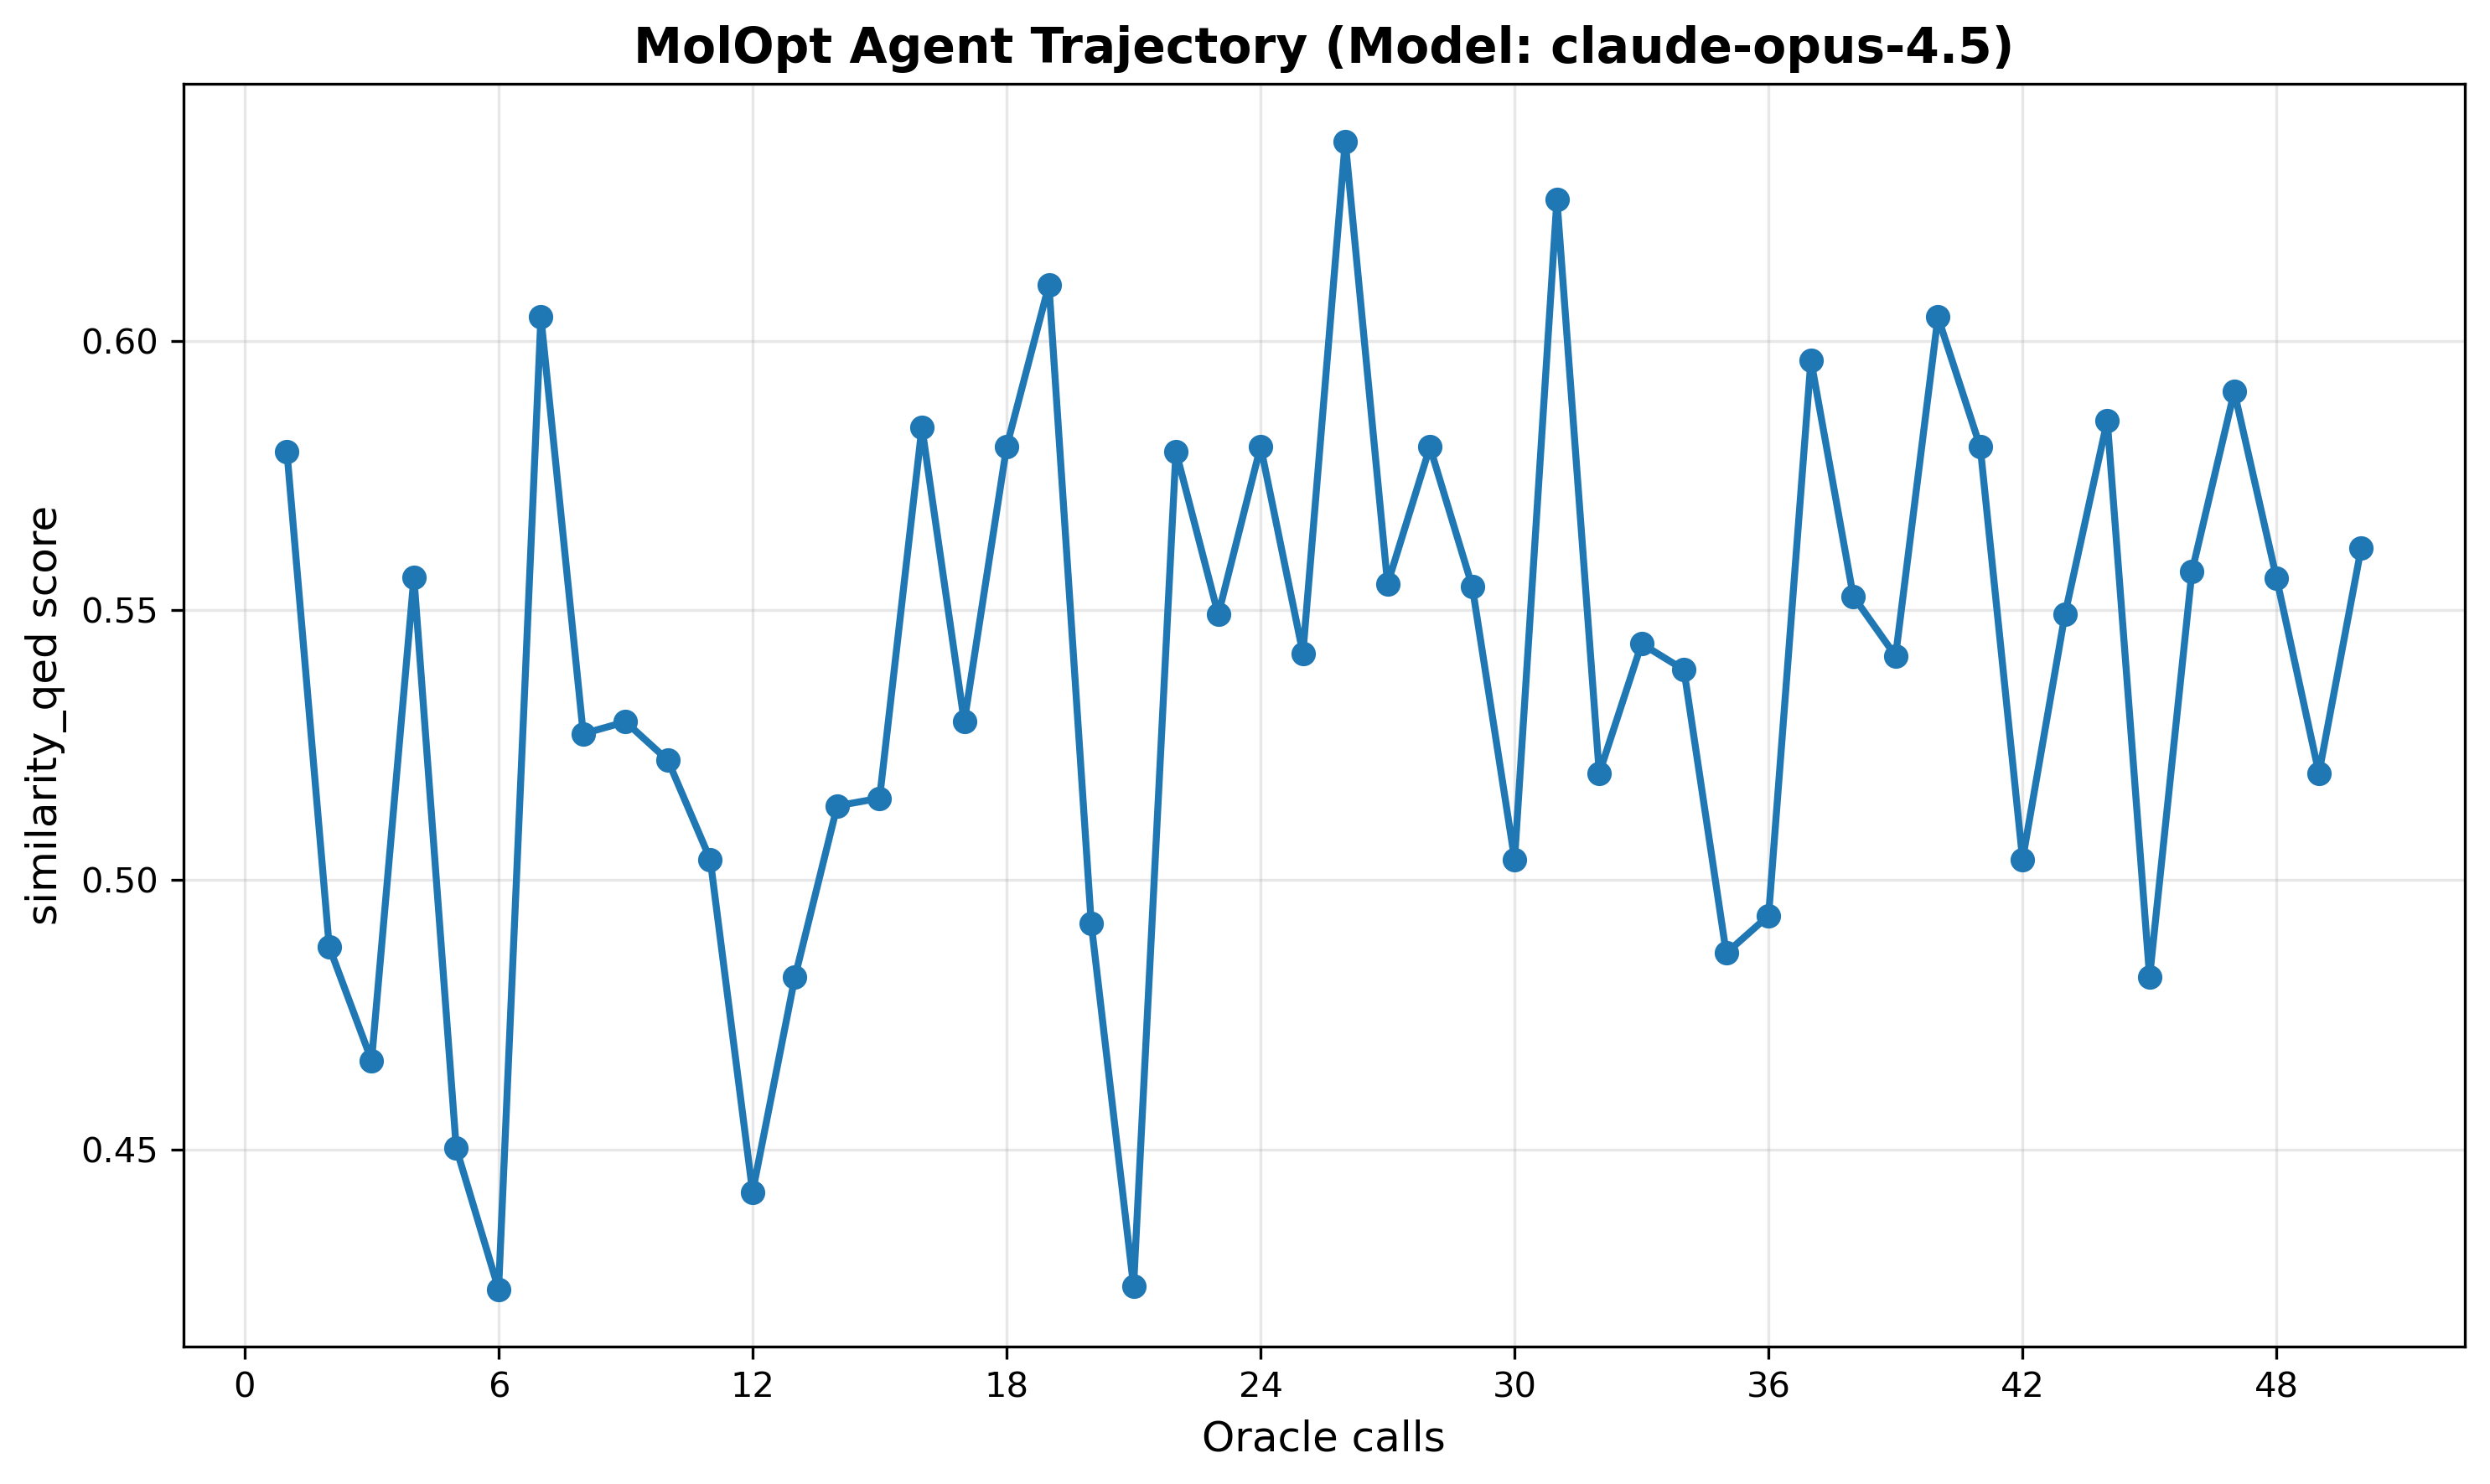 MolOpt Agent Trajectory (Model: claude-opus-4.5)
similarity_qed score
0.60
0.55
0.50
0.45
0 6 12 18 24 30 36 42 48
Oracle calls